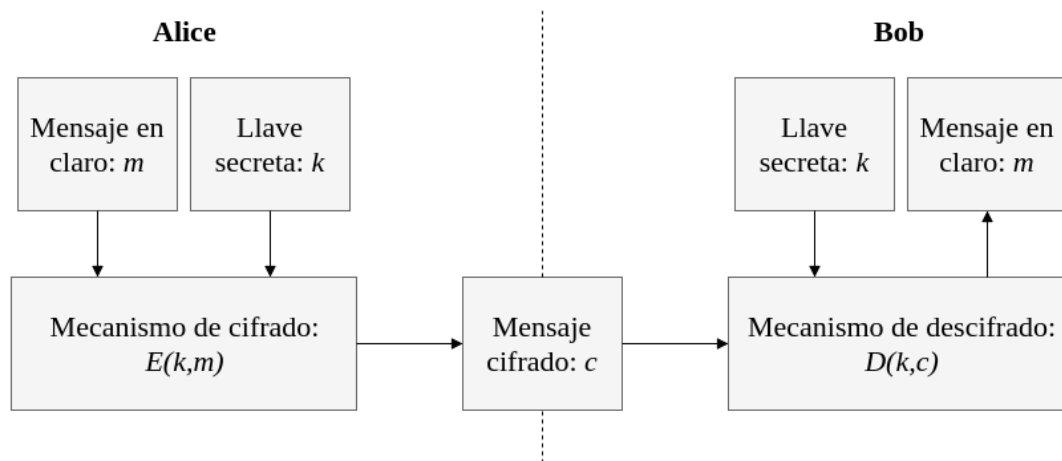 Alice
Bob
Mensaje en
claro: m
Llave
secreta: k
Llave
secreta: k
Mensaje en
claro: m
Mecanismo de cifrado:
E(k,m)
Mensaje
cifrado: c
Mecanismo de descifrado:
D(k,c)